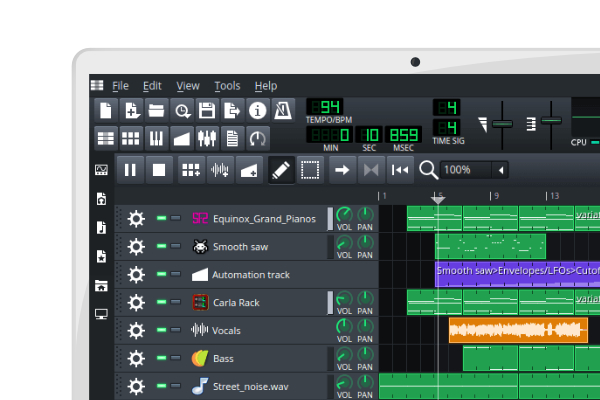 File Edit View Tools Help
94
TEMPO/BPM
4
4
TIME SIG
0 10 859
MIN SEC MSEC
CPU
100%
1 5 9 13
Equinox_Grand_Pianos VOL PAN
Smooth saw VOL PAN
Automation track
Smooth saw>Envelopes/LFOs>Cutof
Carla Rack VOL PAN
Vocals VOL PAN
Bass VOL PAN
Street_noise.wav VOL PAN